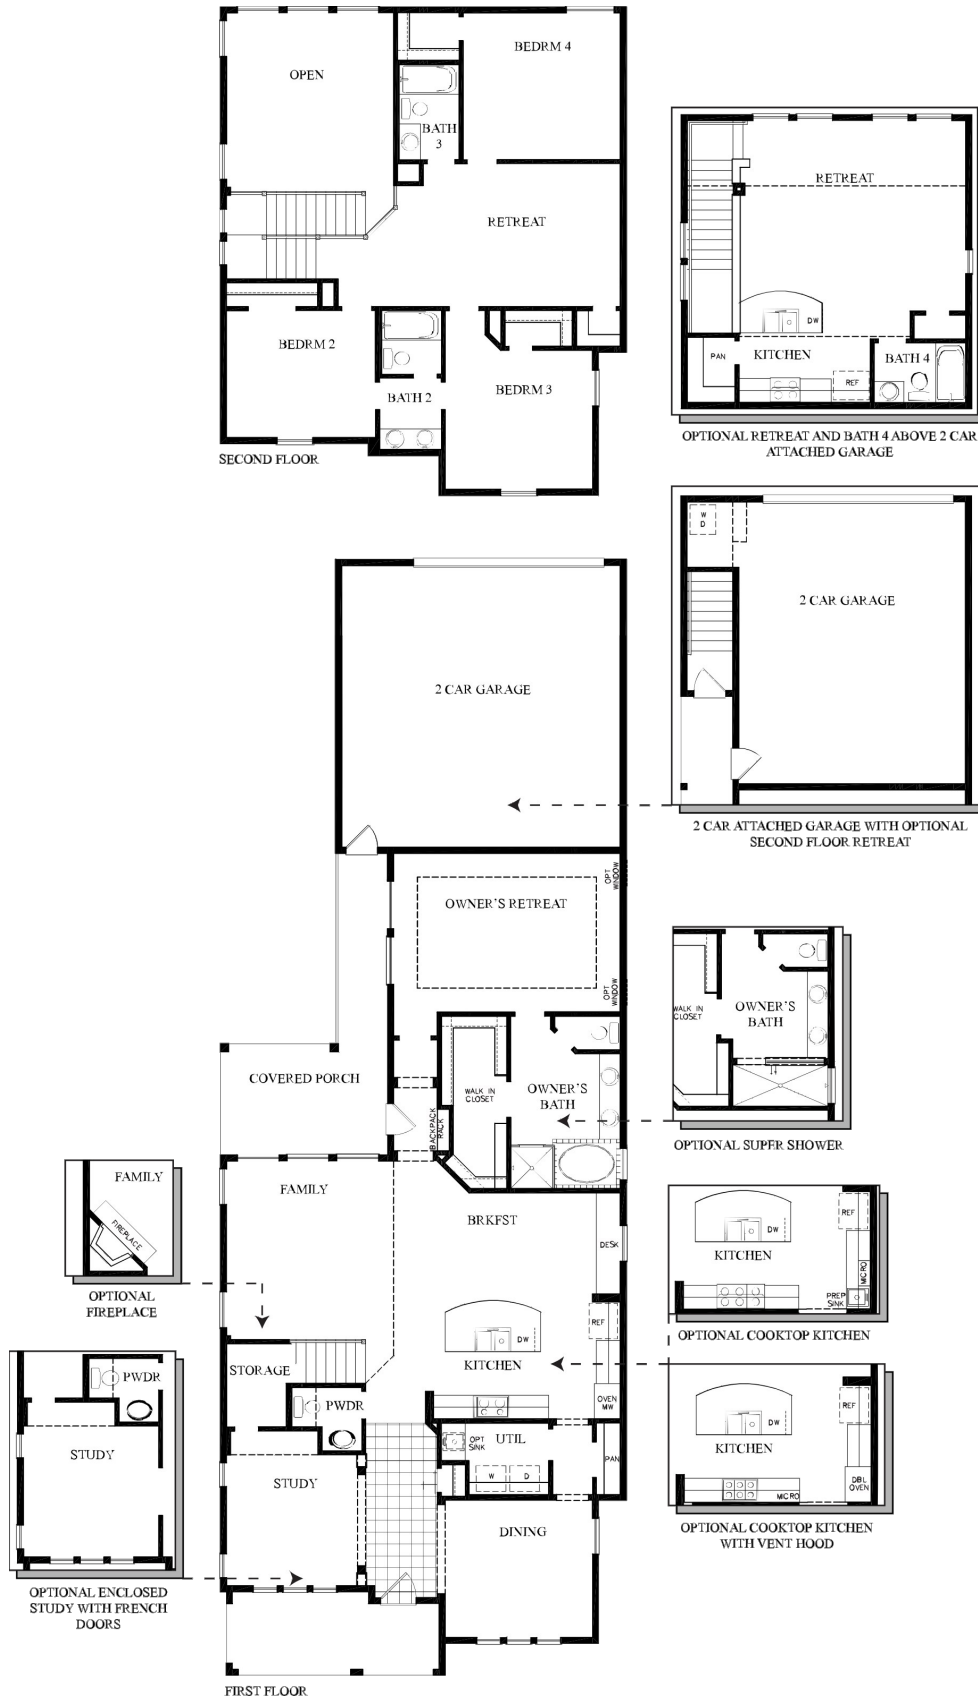 OPEN
BEDRM 4
BATH
3
RETREAT
BEDRM 2
BATH 2
BEDRM 3
SECOND FLOOR
RETREAT
DW
PAN
KITCHEN
REF
BATH 4
OPTIONAL RETREAT AND BATH 4 ABOVE 2 CAR
ATTACHED GARAGE
W
D
2 CAR GARAGE
2 CAR ATTACHED GARAGE WITH OPTIONAL
SECOND FLOOR RETREAT
2 CAR GARAGE
OWNER'S RETREAT
OPT
WINDOW
OPT
WINDOW
COVERED PORCH
WALK IN
CLOSET
OWNER'S
BATH
BACKPACK
RACK
WALK IN
CLOSET
OWNER'S
BATH
OPTIONAL SUPER SHOWER
FAMILY
FIREPLACE
OPTIONAL
FIREPLACE
FAMILY
BRKFST
DESK
REF
DW
KITCHEN
OVEN
MW
STORAGE
PWDR
OPT
SINK
UTIL
W
D
PAN
STUDY
DINING
FIRST FLOOR
REF
DW
KITCHEN
MICRO
PREP
SINK
OPTIONAL COOKTOP KITCHEN
REF
DW
KITCHEN
MICRO
DBL
OVEN
OPTIONAL COOKTOP KITCHEN
WITH VENT HOOD
PWDR
STUDY
OPTIONAL ENCLOSED
STUDY WITH FRENCH
DOORS